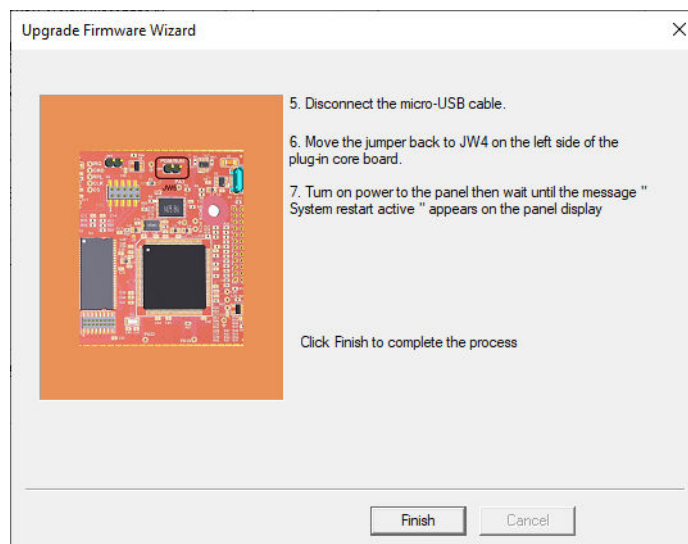 Upgrade Firmware Wizard
5. Disconnect the micro-USB cable.
6. Move the jumper back to JW4 on the left side of the
plug-in core board.
7. Turn on power to the panel then wait until the message "
System restart active " appears on the panel display
Click Finish to complete the process
Finish
Cancel